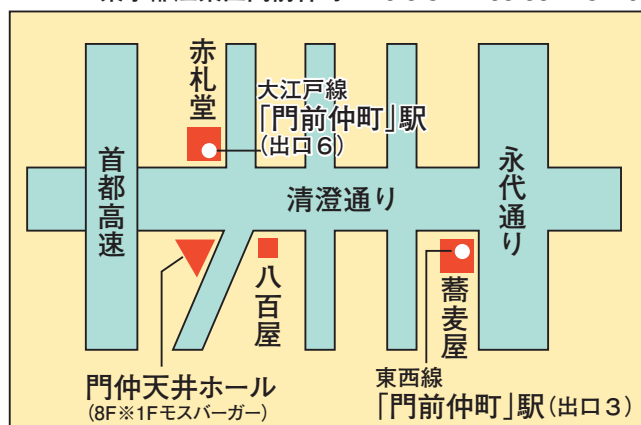 赤札堂
大江戸線
「門前仲町」駅
(出口6)
首都高速
清澄通り
永代通り
八百屋
蕎麦屋
門仲天井ホール
(8F※1Fモスバーガー)
東西線
「門前仲町」駅(出口3)